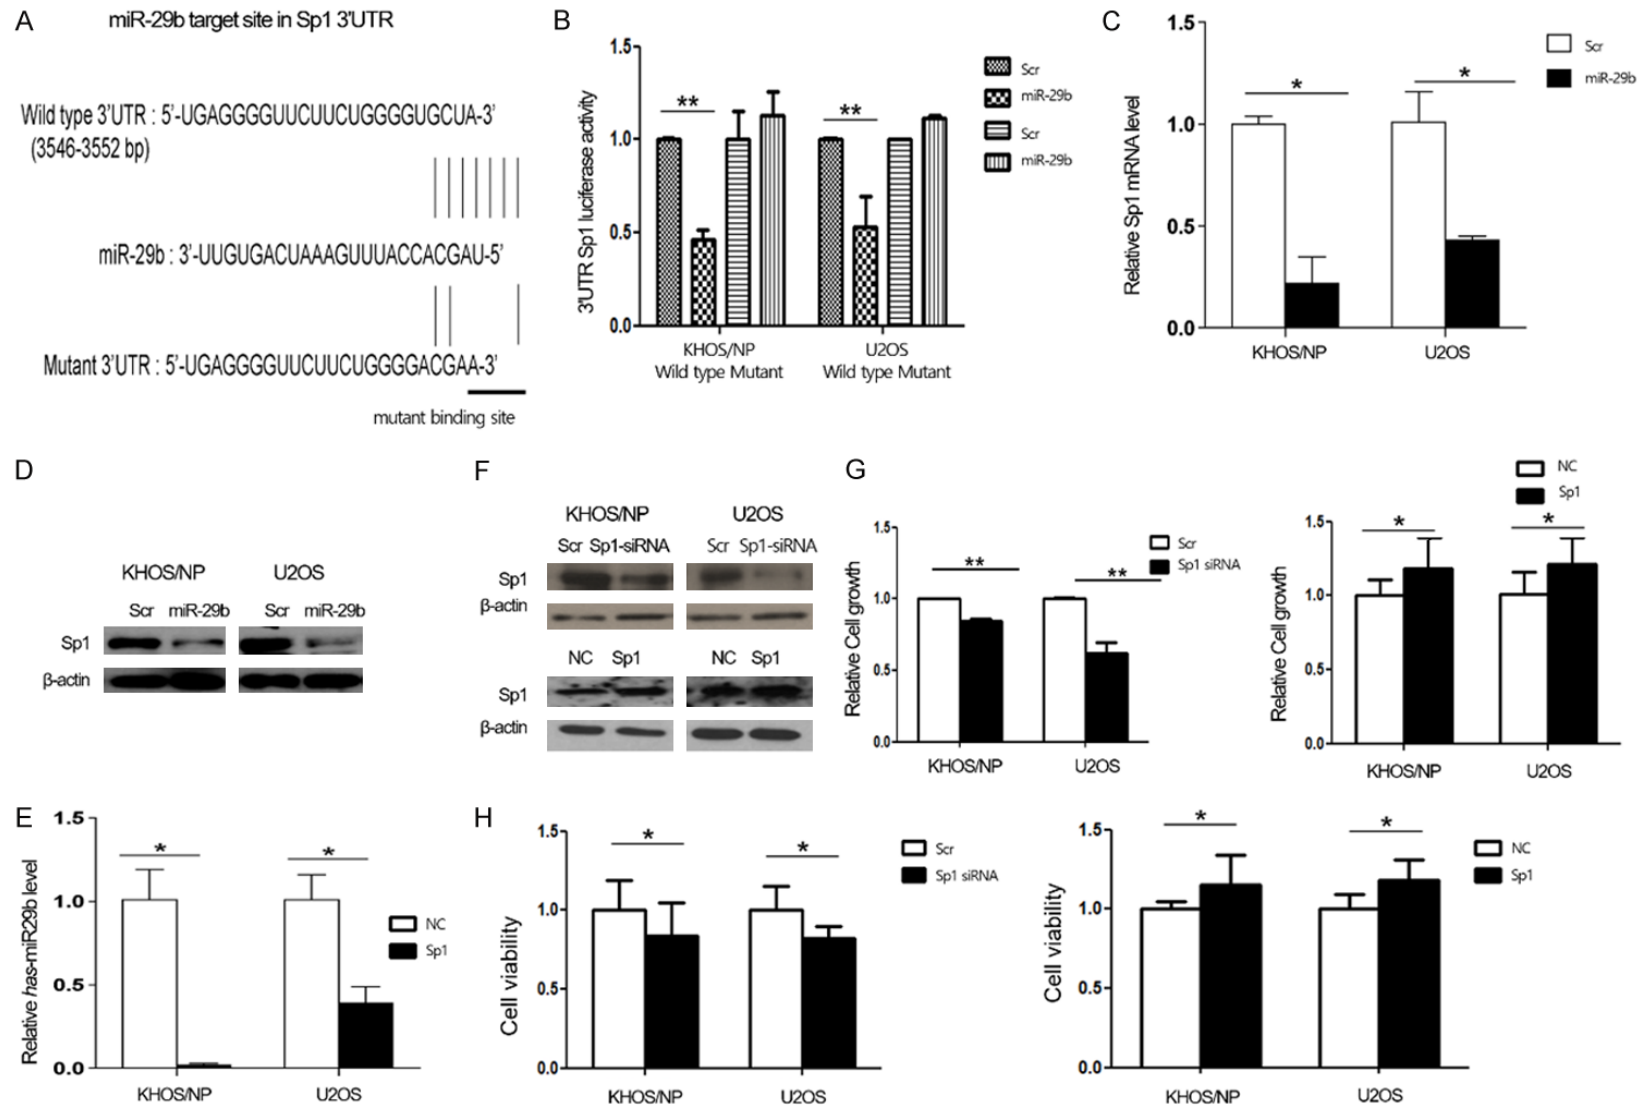 A
miR-29b target site in Sp1 3'UTR
Wild type 3'UTR : 5'-UGAGGGGUUCUUCUGGGGUGCUA-3'
(3546-3552 bp)
miR-29b : 3'-UUGUGACUAAAGUUUACCACGAU-5'
Mutant 3'UTR : 5'-UGAGGGGUUCUUCUGGGGACGAA-3'
mutant binding site
B
3'UTR Sp1 luciferase activity
1.5
1.0
0.5
0.0
**
**
KHOS/NP
U2OS
Wild type Mutant
Wild type Mutant
Scr
miR-29b
Scr
miR-29b
C
Relative Sp1 mRNA level
1.5
1.0
0.5
0.0
*
*
KHOS/NP
U2OS
Scr
miR-29b
D
KHOS/NP
U2OS
Scr miR-29b
Scr miR-29b
Sp1
β-actin
E
Relative has-miR29b level
1.5
1.0
0.5
0.0
*
*
KHOS/NP
U2OS
NC
Sp1
F
KHOS/NP
U2OS
Scr Sp1-siRNA
Scr Sp1-siRNA
Sp1
β-actin
NC Sp1
NC Sp1
Sp1
β-actin
G
Relative Cell growth
1.5
1.0
0.5
0.0
**
**
KHOS/NP
U2OS
Scr
Sp1 siRNA
Relative Cell growth
1.5
1.0
0.5
0.0
*
*
KHOS/NP
U2OS
NC
Sp1
H
Cell viability
1.5
1.0
0.5
0.0
*
*
KHOS/NP
U2OS
Scr
Sp1 siRNA
Cell viability
1.5
1.0
0.5
0.0
*
*
KHOS/NP
U2OS
NC
Sp1